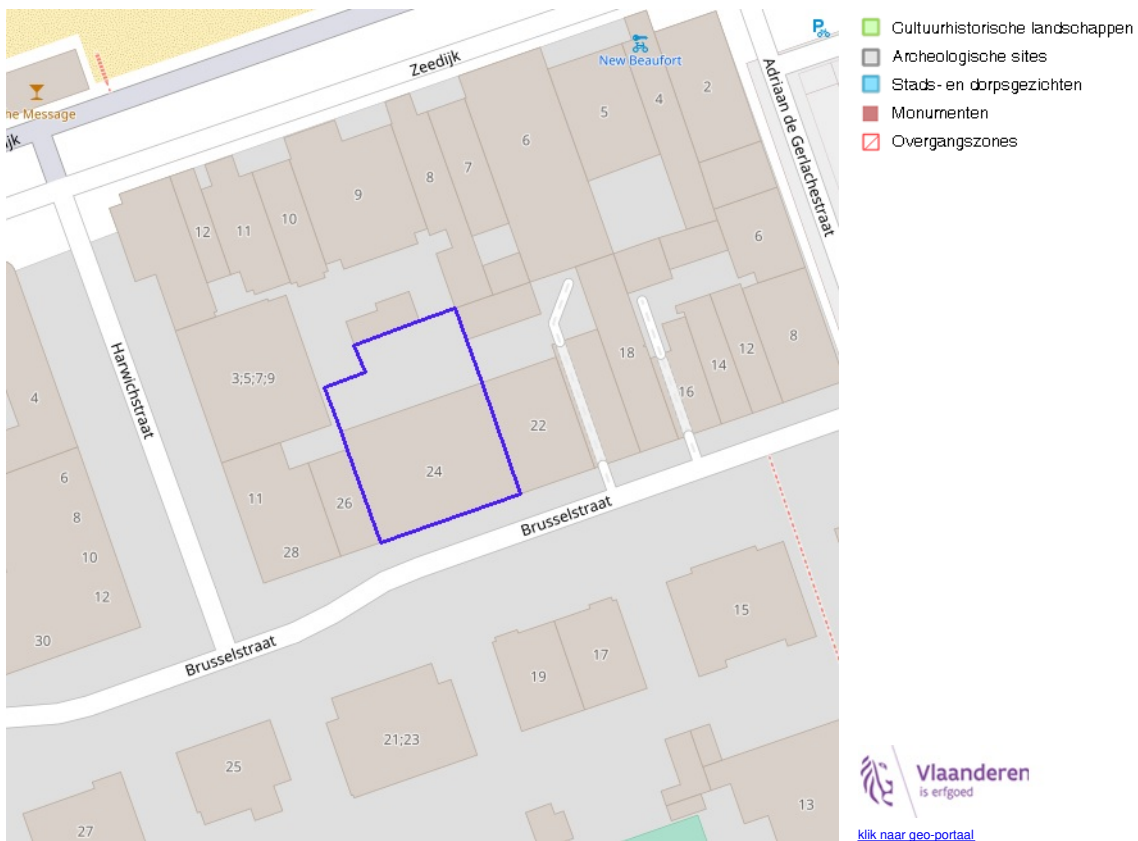 Zeedijk
New Beaufort
ne Message
jk
Adriaan de Gerlachestraat
Harwichstraat
Brusselstraat
Brusselstraat
12
11
10
9
8
7
6
5
4
2
6
8
12
14
16
18
22
24
26
28
11
3;5;7;9
4
6
8
10
12
30
15
17
19
21;23
25
27
13
Cultuurhistorische landschappen
Archeologische sites
Stads- en dorpsgezichten
Monumenten
Overgangszones
Vlaanderen
is erfgoed
klik naar geo-portaal